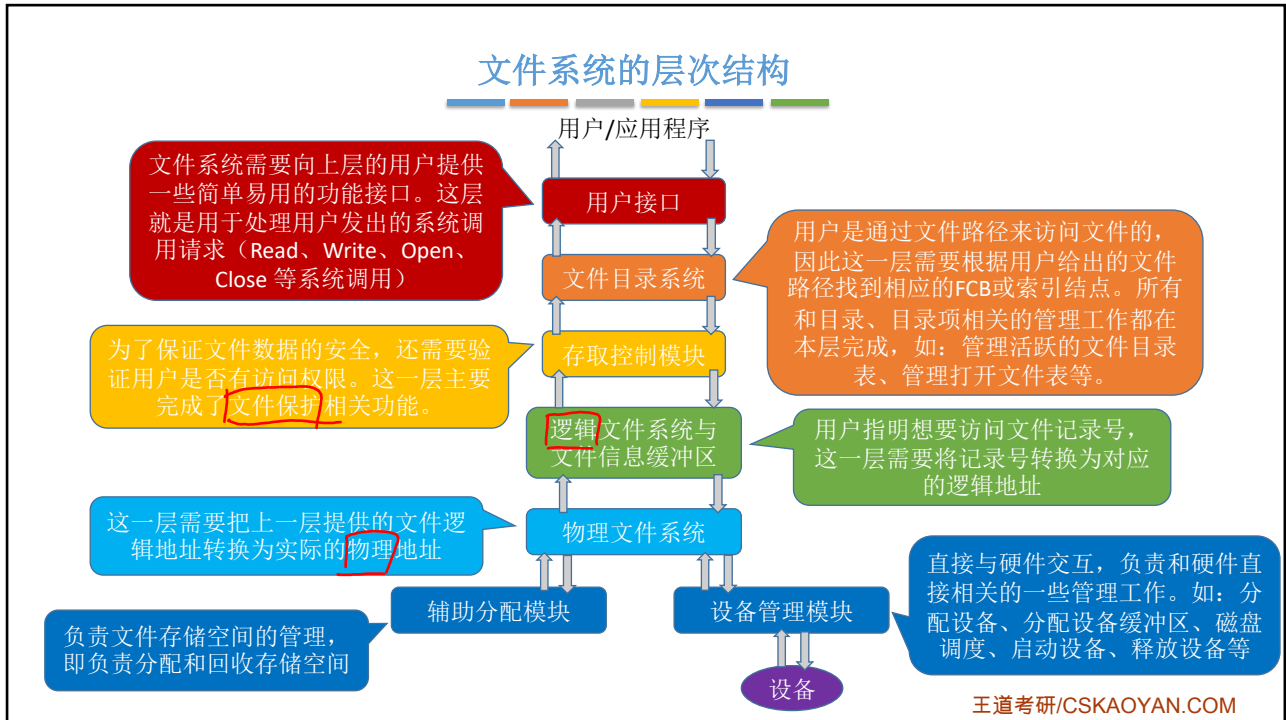 文件系统的层次结构
用户/应用程序
文件系统需要向上层的用户提供
一些简单易用的功能接口。这层
就是用于处理用户发出的系统调
用请求（Read、Write、Open、
Close 等系统调用）
用户接口
用户是通过文件路径来访问文件的，
因此这一层需要根据用户给出的文件
路径找到相应的FCB或索引结点。所有
和目录、目录项相关的管理工作都在
本层完成，如：管理活跃的文件目录
表、管理打开文件表等。
文件目录系统
为了保证文件数据的安全，还需要验
证用户是否有访问权限。这一层主要
完成了文件保护相关功能。
存取控制模块
逻辑文件系统与
文件信息缓冲区
用户指明想要访问文件记录号，
这一层需要将记录号转换为对应
的逻辑地址
这一层需要把上一层提供的文件逻
辑地址转换为实际的物理地址
物理文件系统
辅助分配模块
设备管理模块
直接与硬件交互，负责和硬件直
接相关的一些管理工作。如：分
配设备、分配设备缓冲区、磁盘
调度、启动设备、释放设备等
负责文件存储空间的管理，
即负责分配和回收存储空间
设备
王道考研/CSKAOYAN.COM